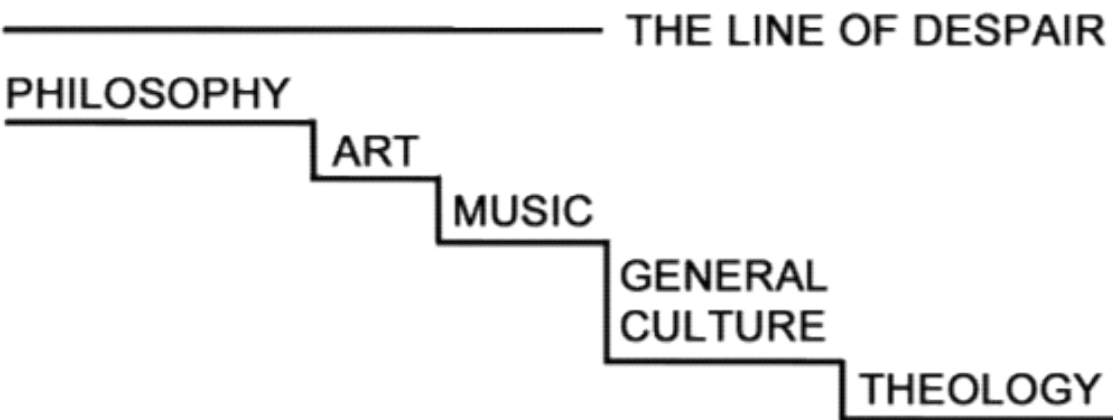 THE LINE OF DESPAIR
PHILOSOPHY
ART
MUSIC
GENERAL
CULTURE
THEOLOGY